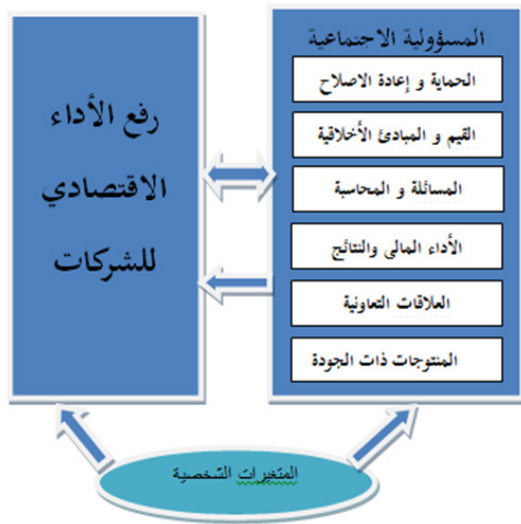 المسؤولية الاجتماعية
الحماية و إعادة الاصلاح
القيم و المبادئ الأخلاقية
المسائلة و المحاسبة
الأداء المالى والنتائج
العلاقات التعاونية
المنتوجات ذات الجودة
رفع الأداء
الاقتصادي
للشركات
المتغيرات الشخصية